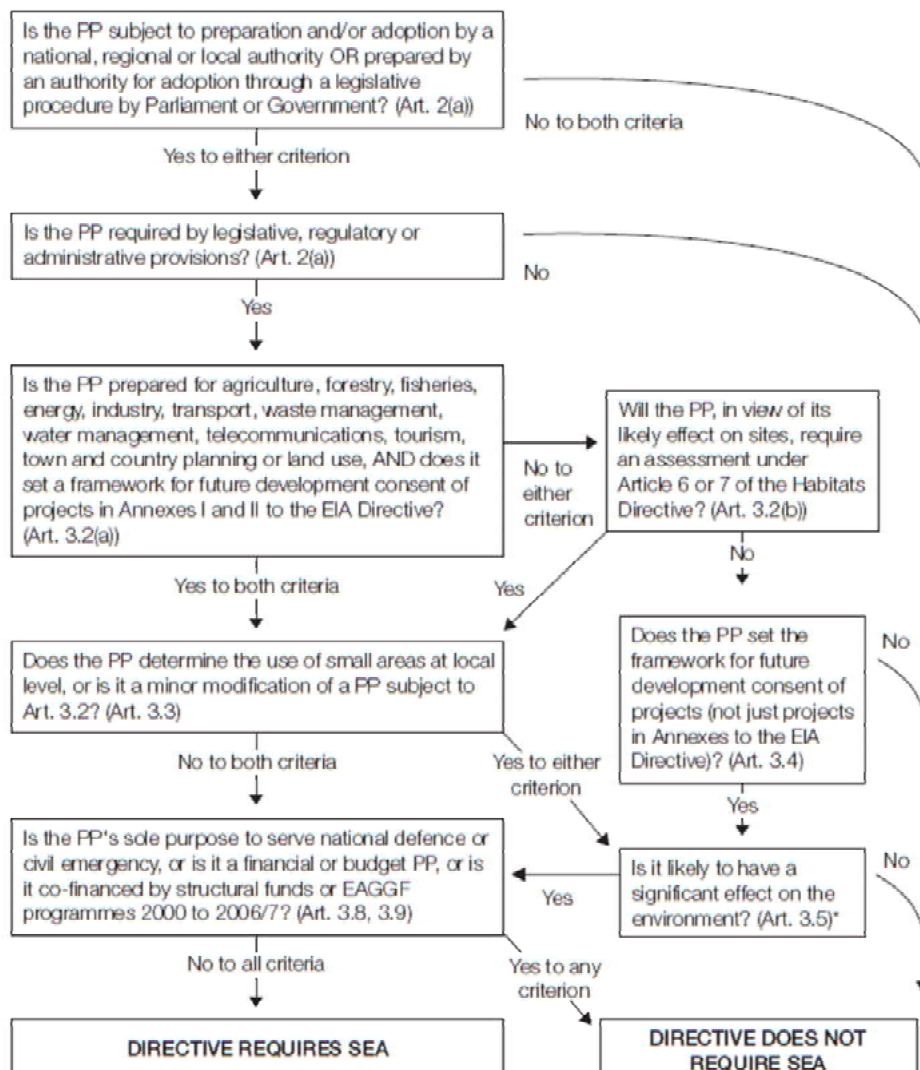 Is the PP subject to preparation and/or adoption by a
national, regional or local authority OR prepared by
an authority for adoption through a legislative
procedure by Parliament or Government? (Art. 2(a))
No to both criteria
Yes to either criterion
Is the PP required by legislative, regulatory or
administrative provisions? (Art. 2(a))
No
Yes
Is the PP prepared for agriculture, forestry, fisheries,
energy, industry, transport, waste management,
water management, telecommunications, tourism,
town and country planning or land use, AND does it
set a framework for future development consent of
projects in Annexes I and II to the EIA Directive?
(Art. 3.2(a))
No to
either
criterion
Will the PP, in view of its
likely effect on sites, require
an assessment under
Article 6 or 7 of the Habitats
Directive? (Art. 3.2(b))
Yes to both criteria
Yes
No
Does the PP determine the use of small areas at local
level, or is it a minor modification of a PP subject to
Art. 3.2? (Art. 3.3)
Does the PP set the
framework for future
development consent of
projects (not just projects
in Annexes to the EIA
Directive)? (Art. 3.4)
No
No to both criteria
Yes to either
criterion
Yes
Is the PP's sole purpose to serve national defence or
civil emergency, or is it a financial or budget PP, or is
it co-financed by structural funds or EAGGF
programmes 2000 to 2006/7? (Art. 3.8, 3.9)
Yes
Is it likely to have a
significant effect on the
environment? (Art. 3.5)*
No
No to all criteria
Yes to any
criterion
DIRECTIVE REQUIRES SEA
DIRECTIVE DOES NOT
REQUIRE SEA